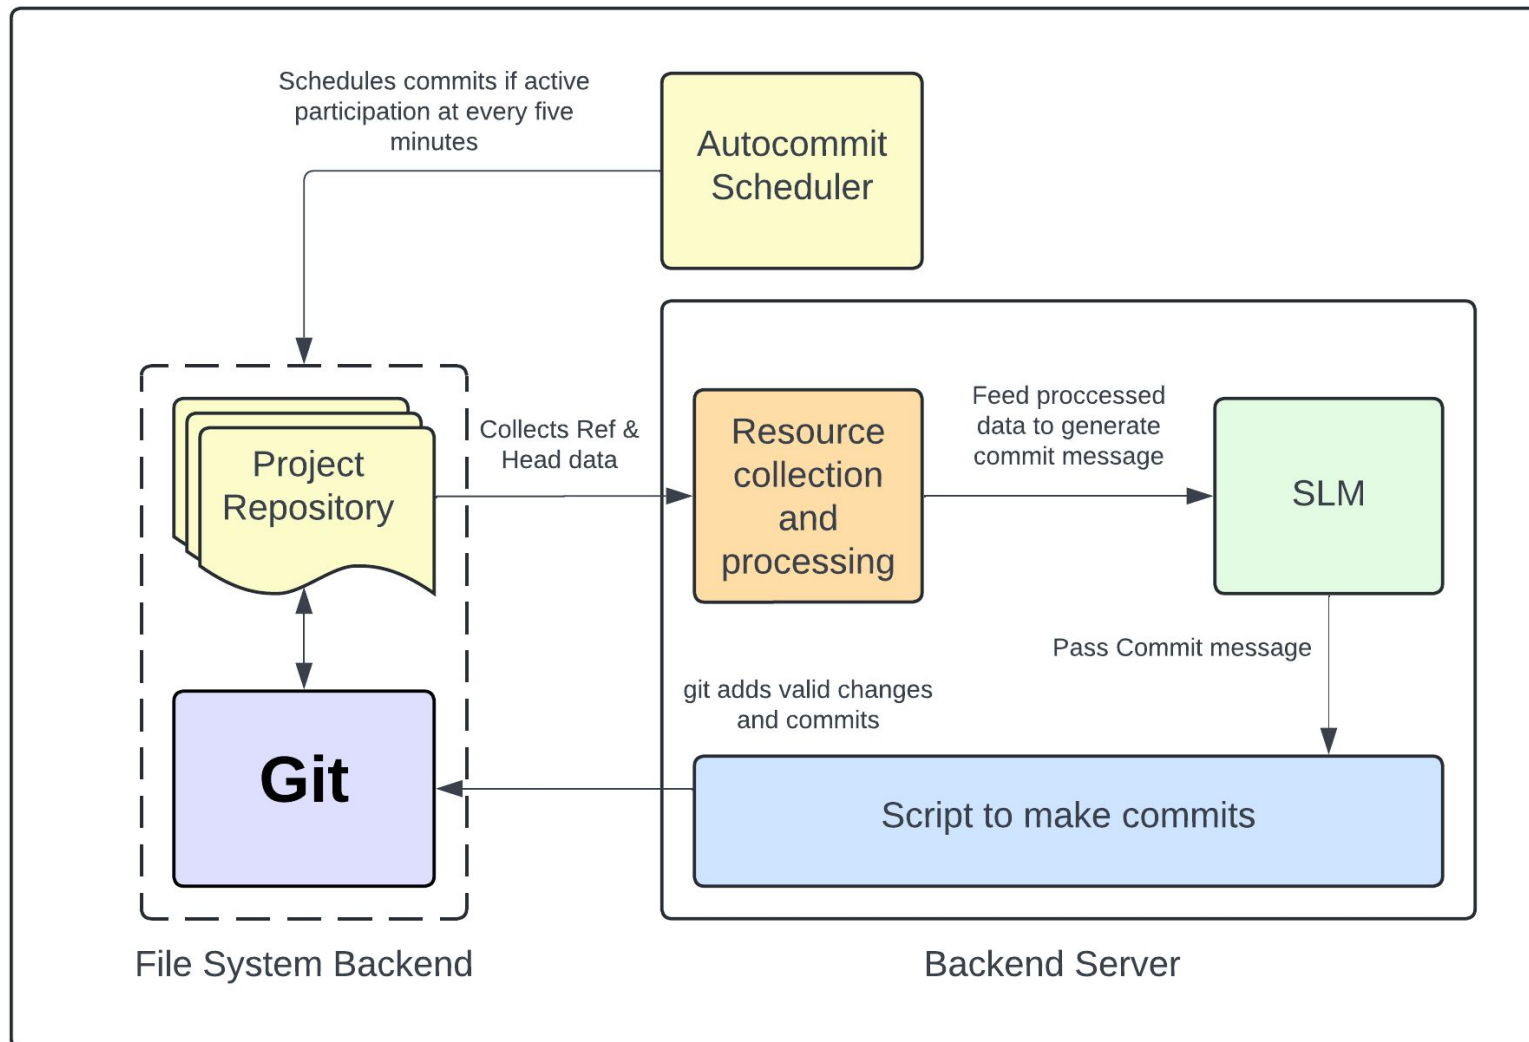 Schedules commits if active
participation at every five
minutes
Autocommit
Scheduler
Project
Repository
Collects Ref &
Head data
Resource
collection
and
processing
Feed proccessed
data to generate
commit message
SLM
Pass Commit message
git adds valid changes
and commits
Git
Script to make commits
File System Backend
Backend Server